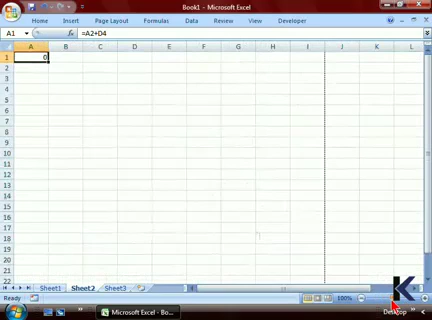 Book1 - Microsoft Excel
Home Insert Page Layout Formulas Data Review View Developer
A1 =A2+D4
A B C D E F G H I J K L
1 0
2
3
4
5
6
7
8
9
10
11
12
13
14
15
16
17
18
19
20
21
22
Sheet1 Sheet2 Sheet3
Ready 100%
K
Microsoft Excel - Bo... Desktop